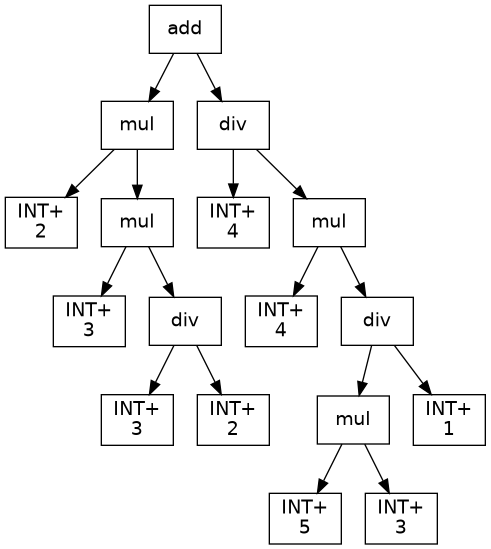 add
mul
div
INT+
2
mul
INT+
4
mul
INT+
3
div
INT+
4
div
INT+
3
INT+
2
mul
INT+
1
INT+
5
INT+
3